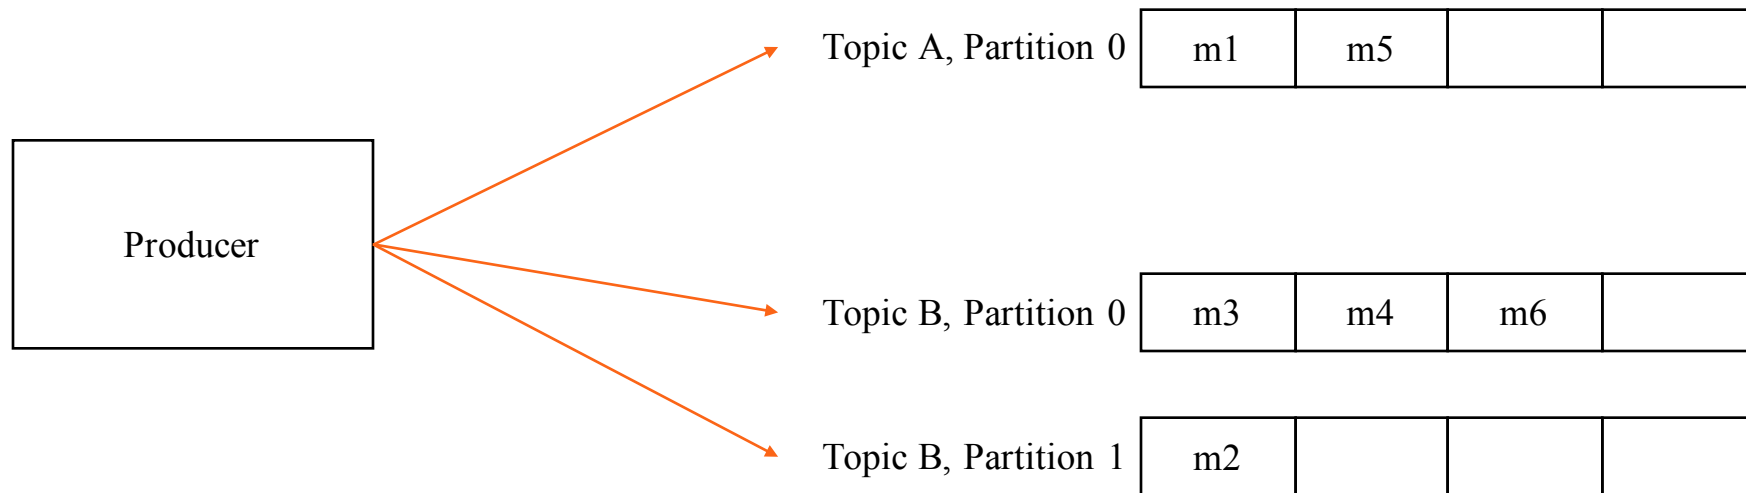 Topic A, Partition 0 m1 m5
Producer
Topic B, Partition 0 m3 m4 m6
Topic B, Partition 1 m2